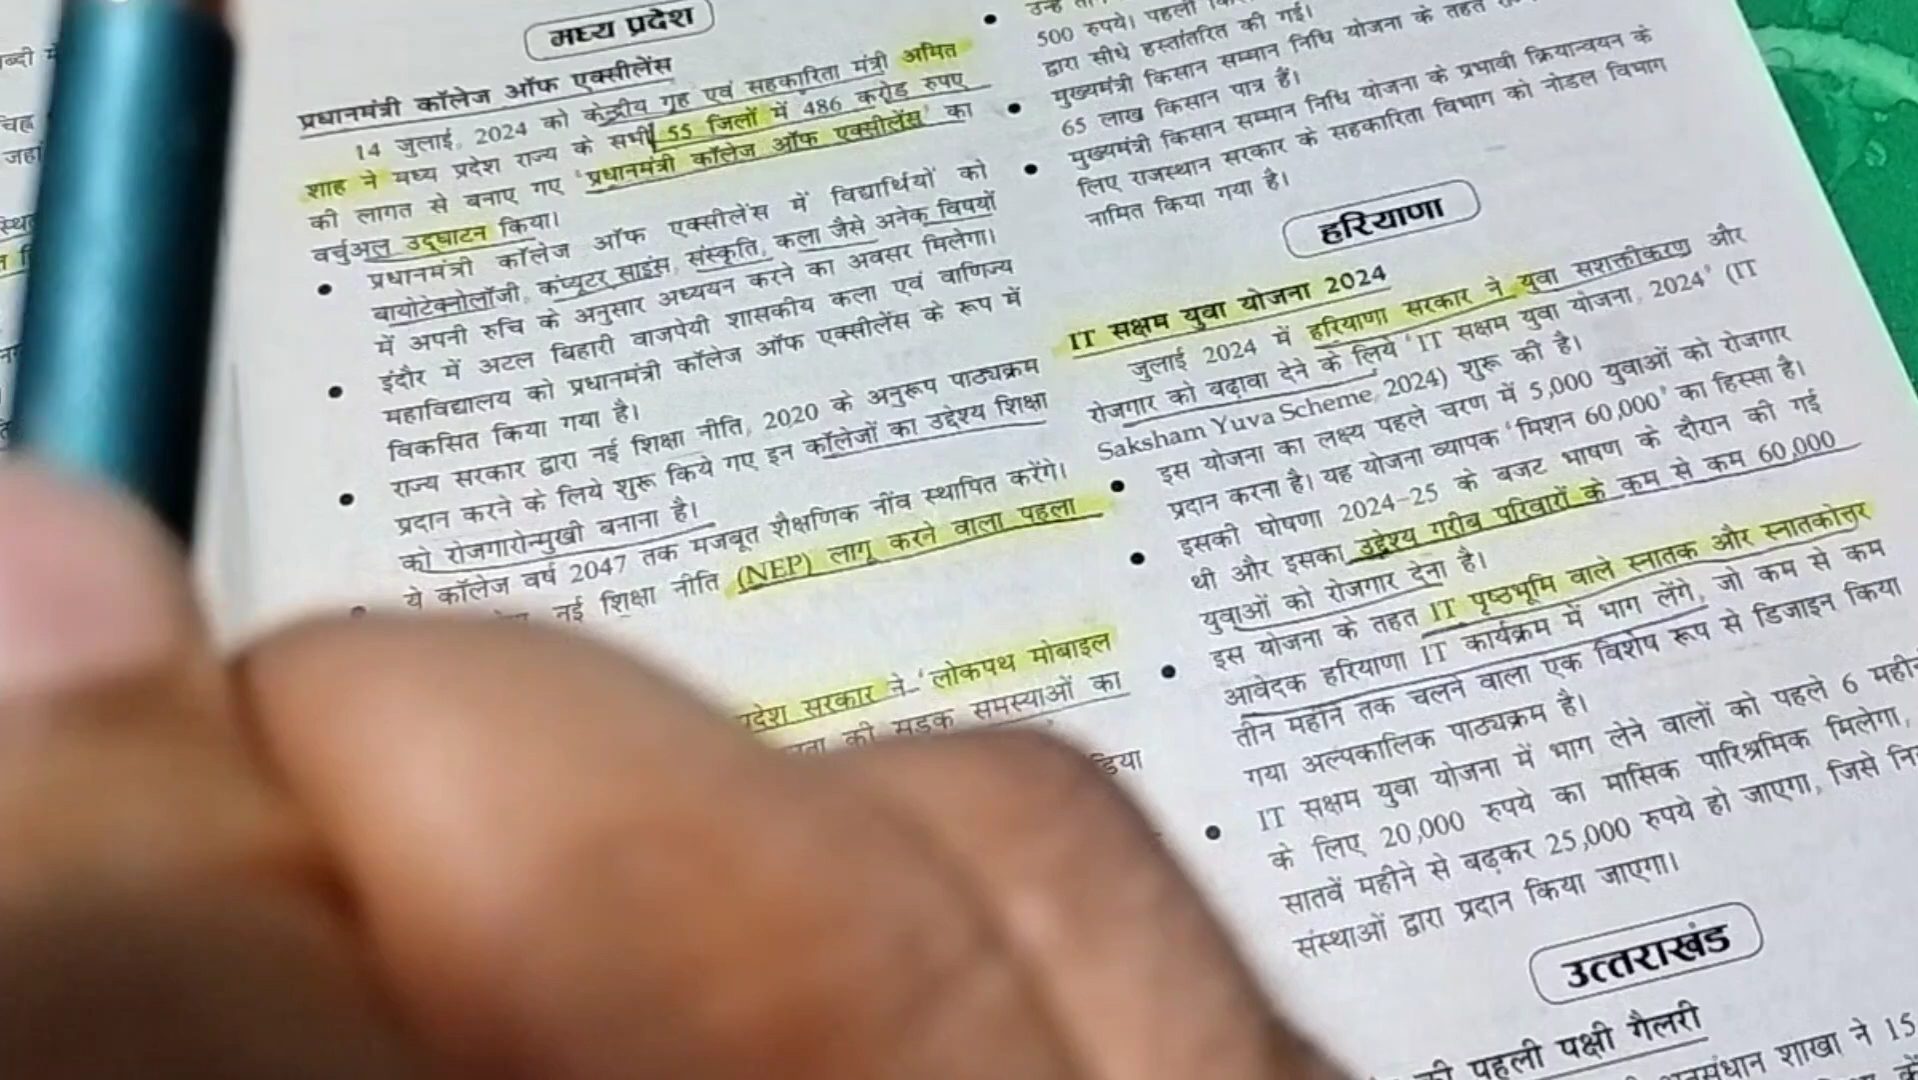 मध्य प्रदेश
प्रधानमंत्री कॉलेज ऑफ एक्सीलेंस
14 जुलाई, 2024 को केन्द्रीय गृह एवं सहकारिता मंत्री अमित
शाह ने मध्य प्रदेश राज्य के सभी 55 जिलों में 486 करोड़ रुपए
की लागत से बनाए गए 'प्रधानमंत्री कॉलेज ऑफ एक्सीलेंस' का
वर्चुअल उद्घाटन किया।
• प्रधानमंत्री कॉलेज ऑफ एक्सीलेंस में विद्यार्थियों को
बायोटेक्नोलॉजी, कंप्यूटर साइंस, संस्कृति, कला जैसे अनेक विषयों
में अपनी रुचि के अनुसार अध्ययन करने का अवसर मिलेगा।
• इंदौर में अटल बिहारी वाजपेयी शासकीय कला एवं वाणिज्य
महाविद्यालय को प्रधानमंत्री कॉलेज ऑफ एक्सीलेंस के रूप में
विकसित किया गया है।
• राज्य सरकार द्वारा नई शिक्षा नीति, 2020 के अनुरूप पाठ्यक्रम
प्रदान करने के लिये शुरू किये गए इन कॉलेजों का उद्देश्य शिक्षा
को रोजगारोन्मुखी बनाना है।
ये कॉलेज वर्ष 2047 तक मजबूत शैक्षणिक नींव स्थापित करेंगे।
नई शिक्षा नीति (NEP) लागू करने वाला पहला
सरकार ने 'लोकपथ मोबाइल
की सड़क समस्याओं का
500 रुपये। पहली
द्वारा सीधे हस्तांतरित की गई।
• मुख्यमंत्री किसान सम्मान निधि योजना के तहत
65 लाख किसान पात्र हैं।
• मुख्यमंत्री किसान सम्मान निधि योजना के प्रभावी क्रियान्वयन के
लिए राजस्थान सरकार के सहकारिता विभाग को नोडल विभाग
नामित किया गया है।
हरियाणा
IT सक्षम युवा योजना 2024
जुलाई 2024 में हरियाणा सरकार ने युवा सशक्तीकरण और
रोजगार को बढ़ावा देने के लिये 'IT सक्षम युवा योजना, 2024' (IT
Saksham Yuva Scheme, 2024) शुरू की है।
• इस योजना का लक्ष्य पहले चरण में 5,000 युवाओं को रोजगार
प्रदान करना है। यह योजना व्यापक 'मिशन 60,000' का हिस्सा है।
• इसकी घोषणा 2024-25 के बजट भाषण के दौरान की गई
थी और इसका उद्देश्य गरीब परिवारों के कम से कम 60,000
युवाओं को रोजगार देना है।
• इस योजना के तहत IT पृष्ठभूमि वाले स्नातक और स्नातकोत्तर
आवेदक हरियाणा IT कार्यक्रम में भाग लेंगे, जो कम से कम
तीन महीने तक चलने वाला एक विशेष रूप से डिजाइन किया
गया अल्पकालिक पाठ्यक्रम है।
• IT सक्षम युवा योजना में भाग लेने वालों को पहले 6
के लिए 20,000 रुपये का मासिक पारिश्रमिक मिलेगा,
सातवें महीने से बढ़कर 25,000 रुपये हो जाएगा, जिसे
संस्थाओं द्वारा प्रदान किया जाएगा।
उत्तराखंड
की पहली पक्षी गैलरी
शाखा ने 15